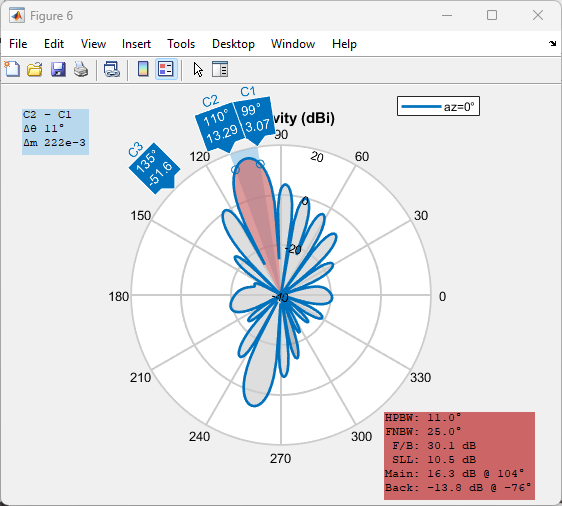 Figure 6
File Edit View Insert Tools Desktop Window Help
C2 - C1
Δθ 11°
Δm 222e-3
C3
135°
-51.6
C2
110°
13.29
C1
99°
3.07
vity (dBi)
az=0°
90
120
60
20
150
30
0
-20
180
-40
0
210
330
240
300
270
HPBW: 11.0°
FNBW: 25.0°
F/B: 30.1 dB
SLL: 10.5 dB
Main: 16.3 dB @ 104°
Back: -13.8 dB @ -76°